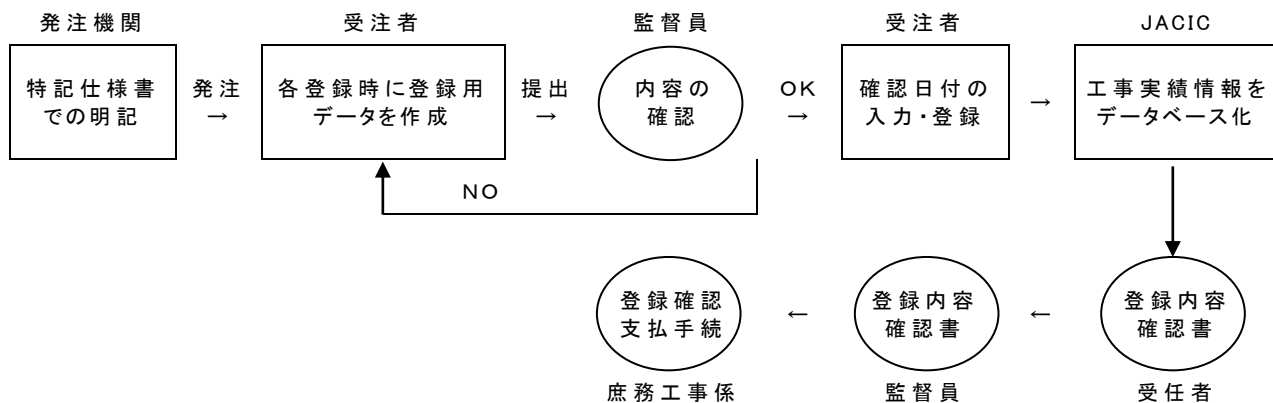 発注機関
受注者
監督員
受注者
JACIC
特記仕様書
での明記
発注
→
各登録時に登録用
データを作成
提出
→
内容の
確認
OK
→
確認日付の
入力・登録
→
工事実績情報を
データベース化
NO
登録確認
支払手続
←
登録内容
確認書
←
登録内容
確認書
庶務工事係
監督員
受任者